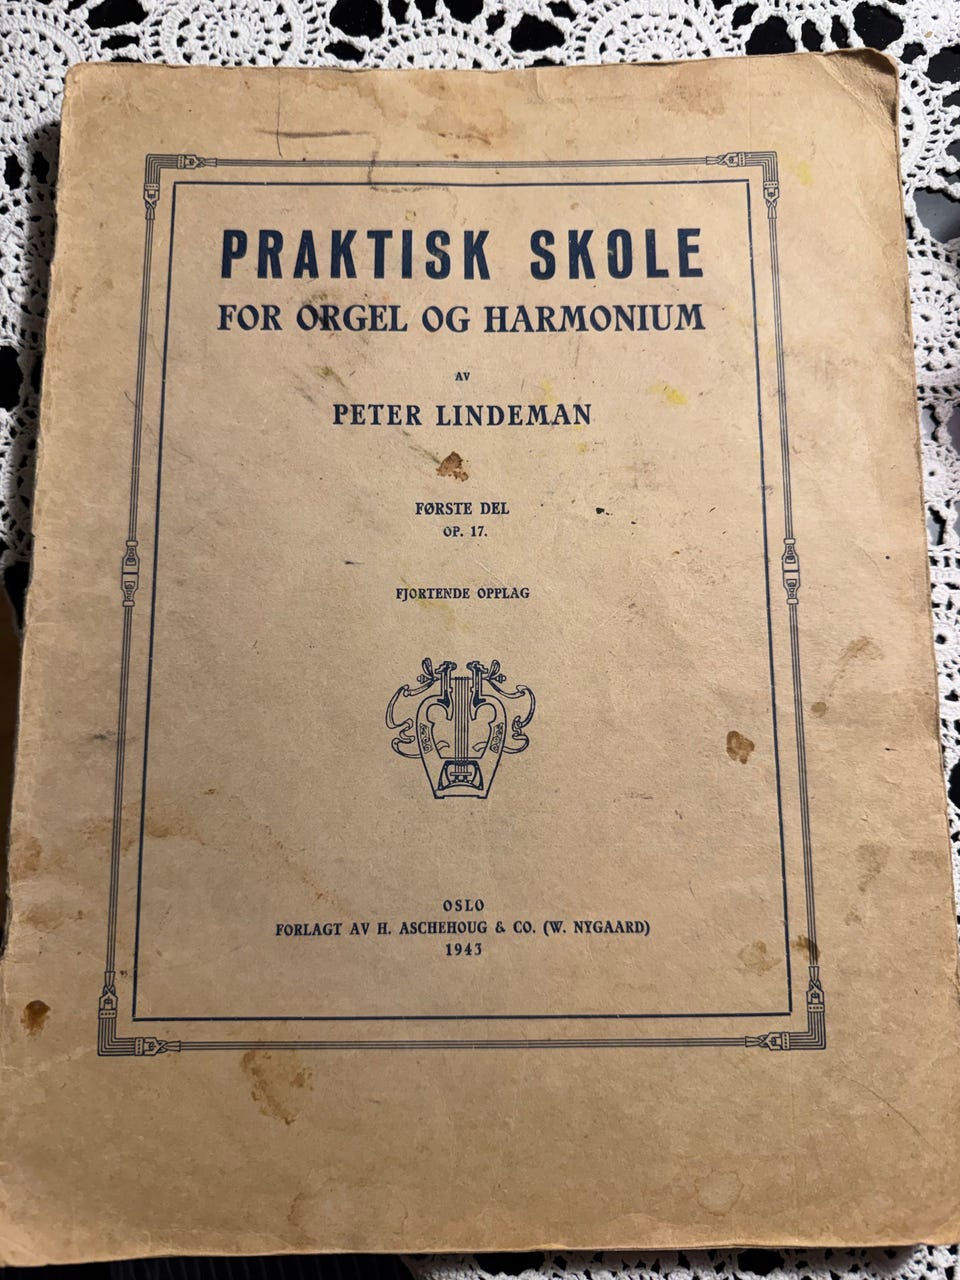 PRAKTISK SKOLE
FOR ORGEL OG HARMONIUM
AV
PETER LINDEMAN
FØRSTE DEL
OP. 17.
FJORTENDE OPPLAG
OSLO
FORLAGT AV H. ASCHEHOUG & CO. (W. NYGAARD)
1943